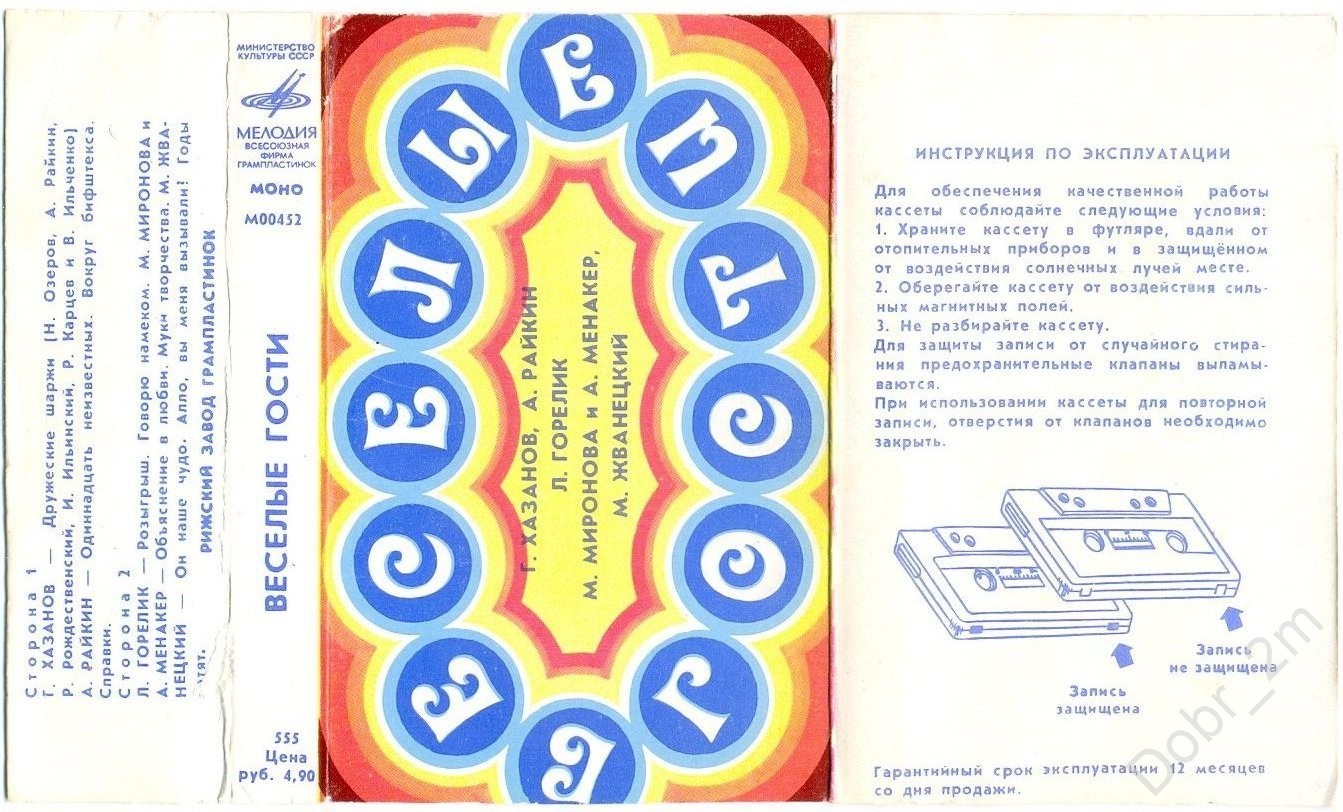 Сторона 1
Г. ХАЗАНОВ — Дружеские шаржи (Н. Озеров, А. Райкин,
Р. Рождественский, И. Ильинский, Р. Карцев и В. Ильченко)
А. РАЙКИН — Одиннадцать неизвестных. Вокруг бифштекса.
Справки.
Сторона 2
Л. ГОРЕЛИК — Розыгрыш. Говорю намеком. М. МИРОНОВА и
А. МЕНАКЕР — Объяснение в любви. Муки творчества. М. ЖВА-
НЕЦКИЙ — Он наше чудо. Алло, вы меня вызывали? Годы
РИЖСКИЙ ЗАВОД ГРАМПЛАСТИНОК
МИНИСТЕРСТВО
КУЛЬТУРЫ СССР
МЕЛОДИЯ
ВСЕСОЮЗНАЯ
ФИРМА
ГРАМПЛАСТИНОК
МОНО
М00452
ВЕСЕЛЫЕ ГОСТИ
555
Цена
руб. 4,90
ВЕСЕЛЫЕ
ГОСТИ
Г. ХАЗАНОВ, А. РАЙКИН
Л. ГОРЕЛИК
М. МИРОНОВА и А. МЕНАКЕР,
М. ЖВАНЕЦКИЙ
ИНСТРУКЦИЯ ПО ЭКСПЛУАТАЦИИ
Для обеспечения качественной работы
кассеты соблюдайте следующие условия:
1. Храните кассету в футляре, вдали от
отопительных приборов и в защищённом
от воздействия солнечных лучей месте.
2. Оберегайте кассету от воздействия силь-
ных магнитных полей.
3. Не разбирайте кассету.
Для защиты записи от случайного стира-
ния предохранительные клапаны выламы-
ваются.
При использовании кассеты для повторной
записи, отверстия от клапанов необходимо
закрыть.
Запись
не защищена
Запись
защищена
Гарантийный срок эксплуатации 12 месяцев
со дня продажи.
Dobr_2m